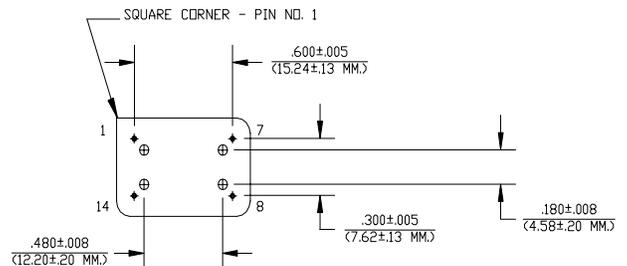 SQUARE CORNER - PIN NO. 1
.600±.005
(15.24±.13 MM.)
1
7
14
8
.300±.005
(7.62±.13 MM.)
.180±.008
(4.58±.20 MM.)
.480±.008
(12.20±.20 MM.)